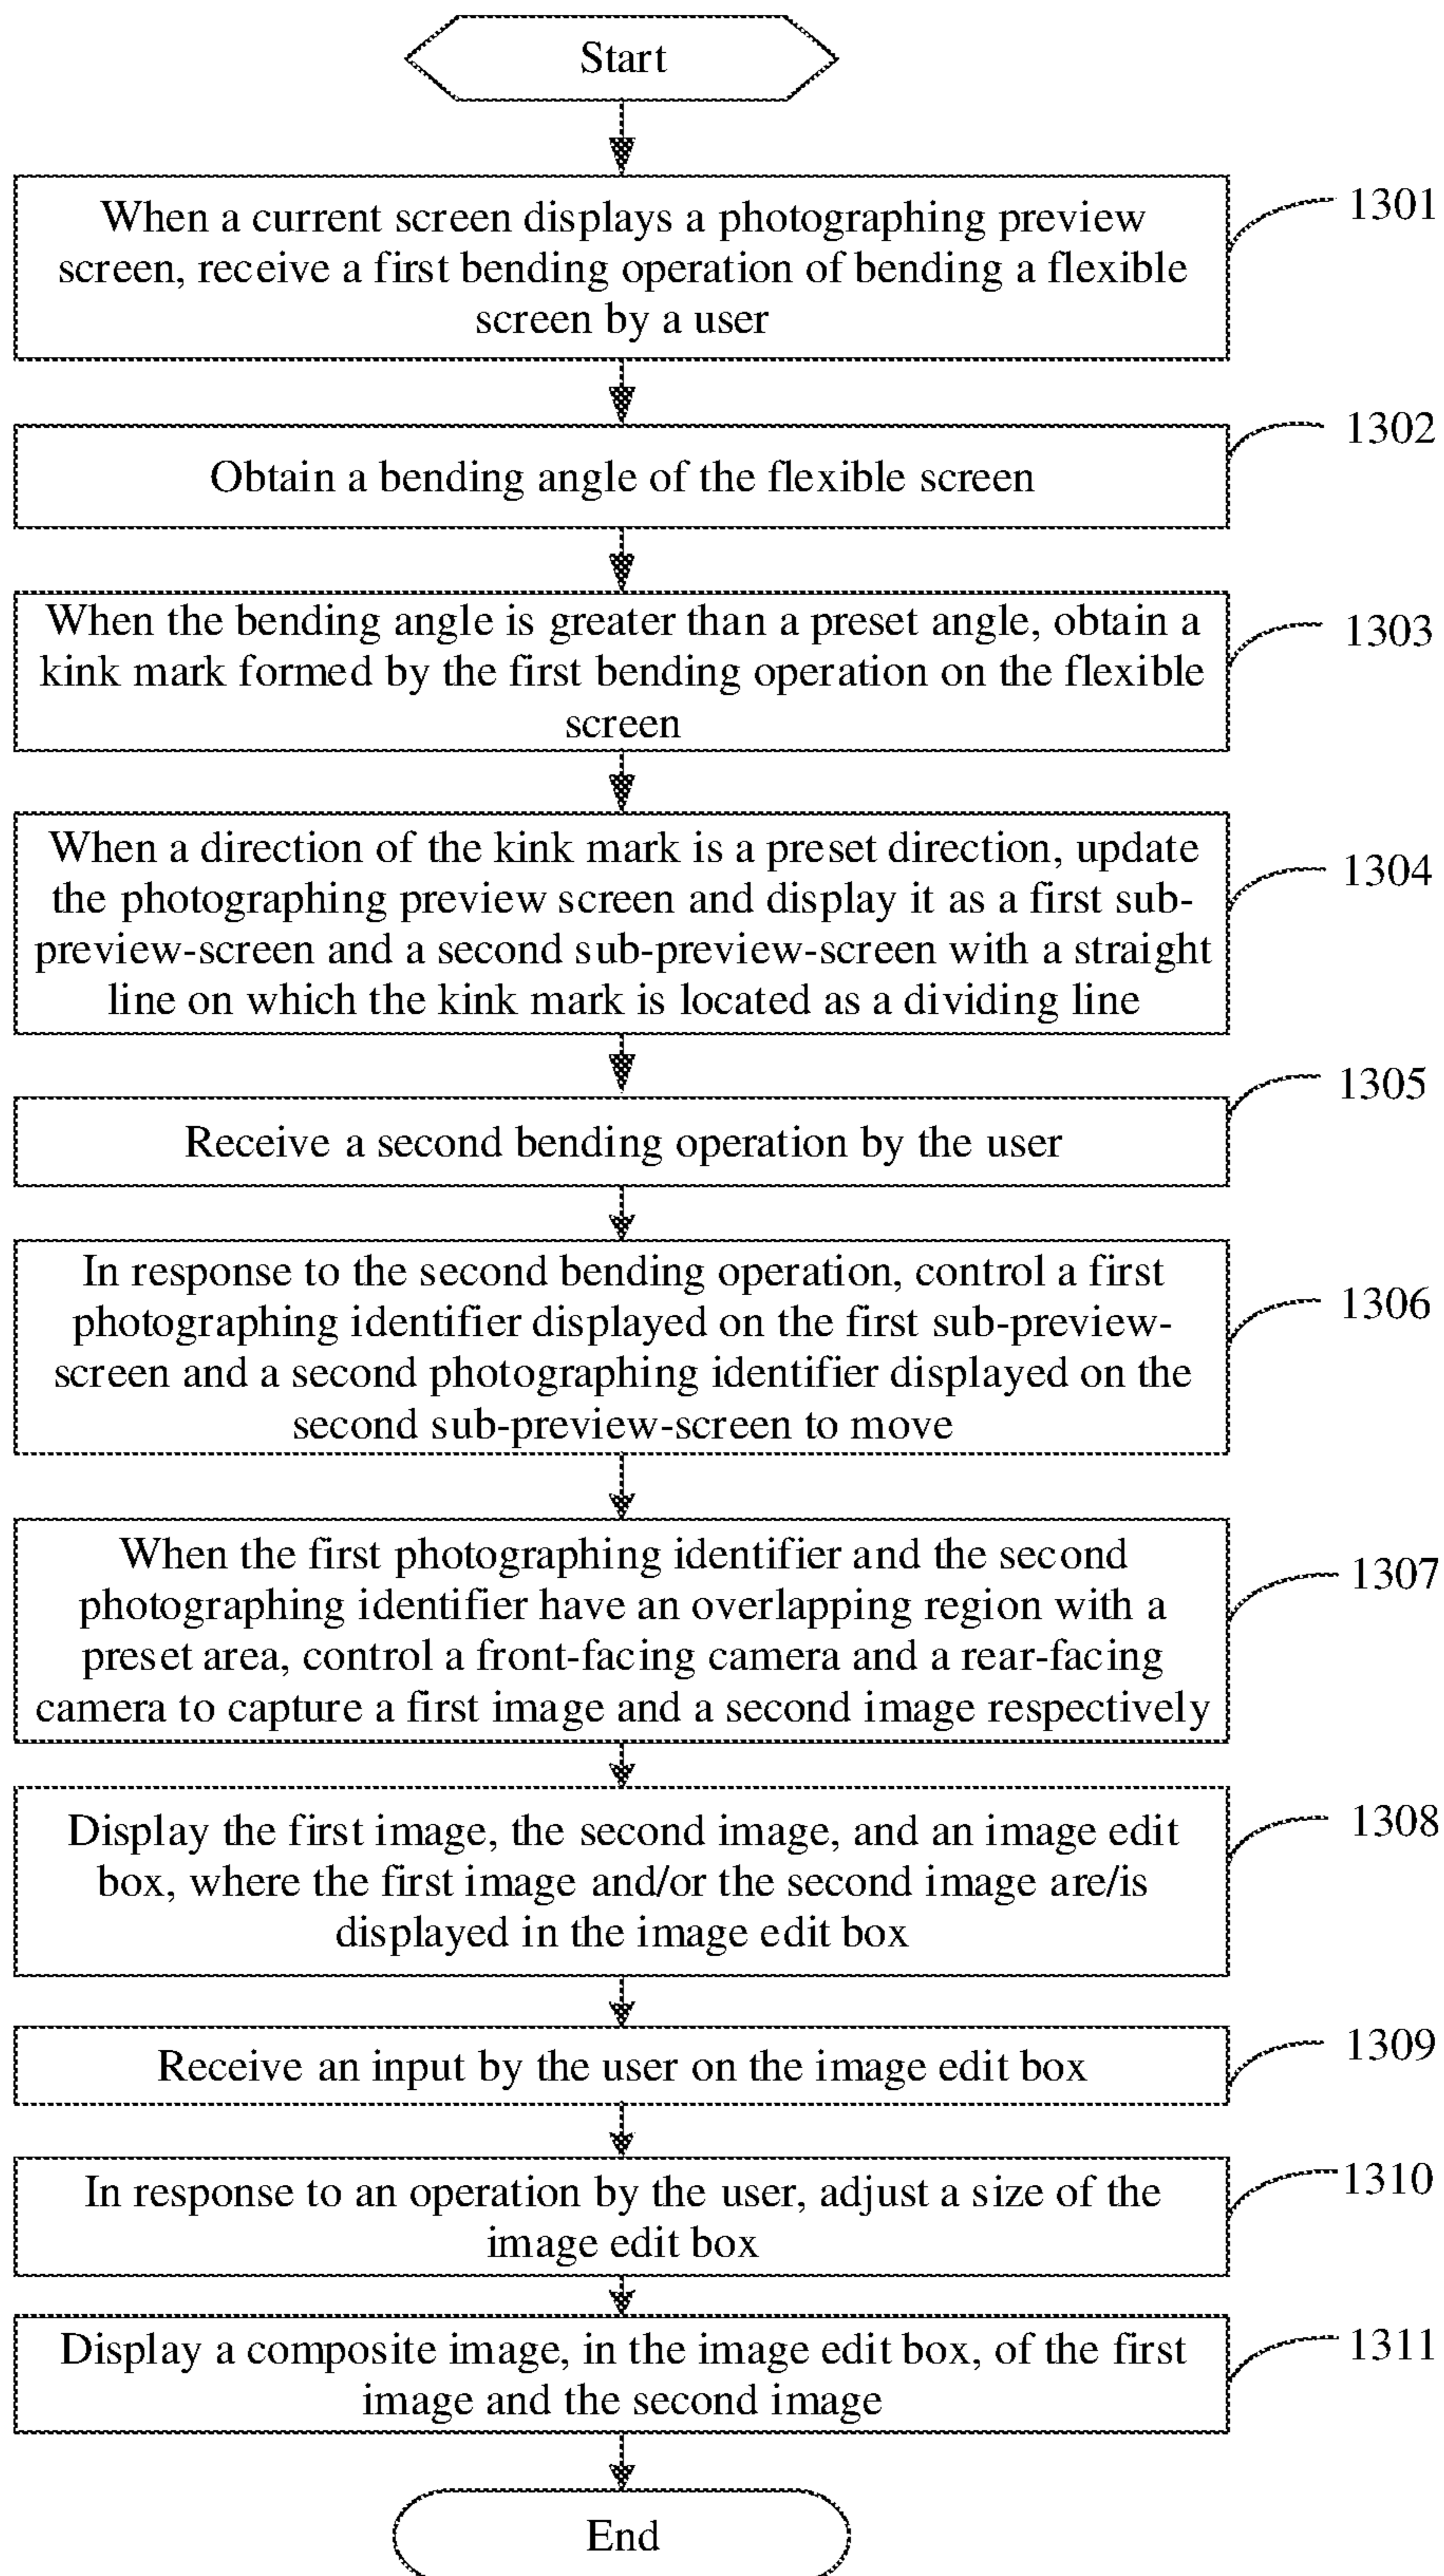 Start
When a current screen displays a photographing preview
screen, receive a first bending operation of bending a flexible
screen by a user
1301
Obtain a bending angle of the flexible screen
1302
When the bending angle is greater than a preset angle, obtain a
kink mark formed by the first bending operation on the flexible
screen
1303
When a direction of the kink mark is a preset direction, update
the photographing preview screen and display it as a first sub-
preview-screen and a second sub-preview-screen with a straight
line on which the kink mark is located as a dividing line
1304
Receive a second bending operation by the user
1305
In response to the second bending operation, control a first
photographing identifier displayed on the first sub-preview-
screen and a second photographing identifier displayed on the
second sub-preview-screen to move
1306
When the first photographing identifier and the second
photographing identifier have an overlapping region with a
preset area, control a front-facing camera and a rear-facing
camera to capture a first image and a second image respectively
1307
Display the first image, the second image, and an image edit
box, where the first image and/or the second image are/is
displayed in the image edit box
1308
Receive an input by the user on the image edit box
1309
In response to an operation by the user, adjust a size of the
image edit box
1310
Display a composite image, in the image edit box, of the first
image and the second image
1311
End